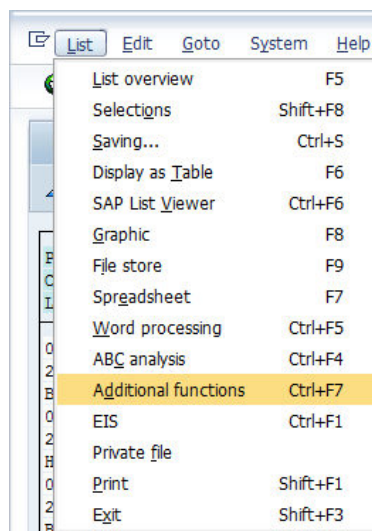 List Edit Goto System Help
List overview F5
Selections Shift+F8
Saving... Ctrl+S
Display as Table F6
SAP List Viewer Ctrl+F6
Graphic F8
File store F9
Spreadsheet F7
Word processing Ctrl+F5
ABC analysis Ctrl+F4
Additional functions Ctrl+F7
EIS Ctrl+F1
Private file
Print Shift+F1
Exit Shift+F3